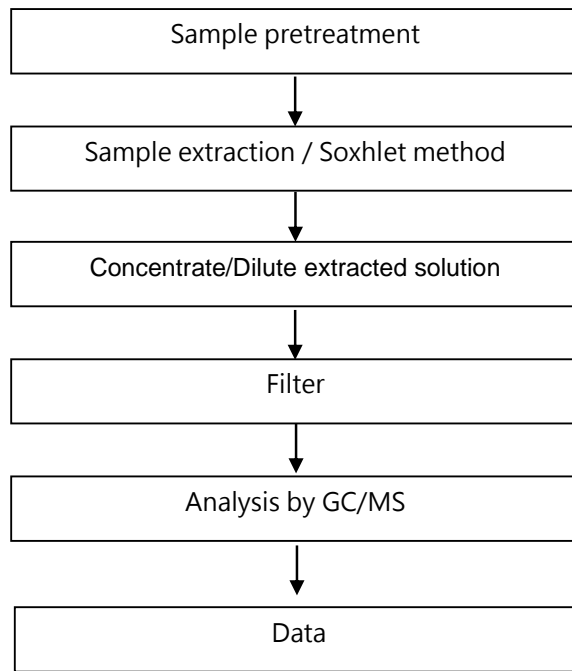 Sample pretreatment
Sample extraction / Soxhlet method
Concentrate/Dilute extracted solution
Filter
Analysis by GC/MS
Data